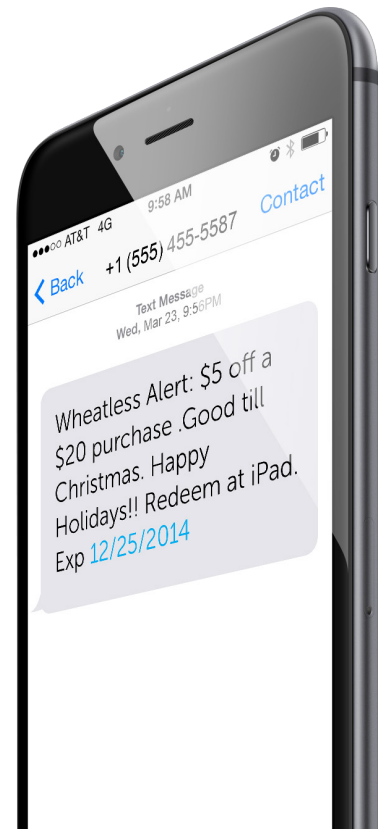 AT&T 4G 9:58 AM
Back +1 (555) 455-5587 Contact
Text Message
Wed, Mar 23, 9:56PM
Wheatless Alert: $5 off a
$20 purchase .Good till
Christmas. Happy
Holidays!! Redeem at iPad.
Exp 12/25/2014